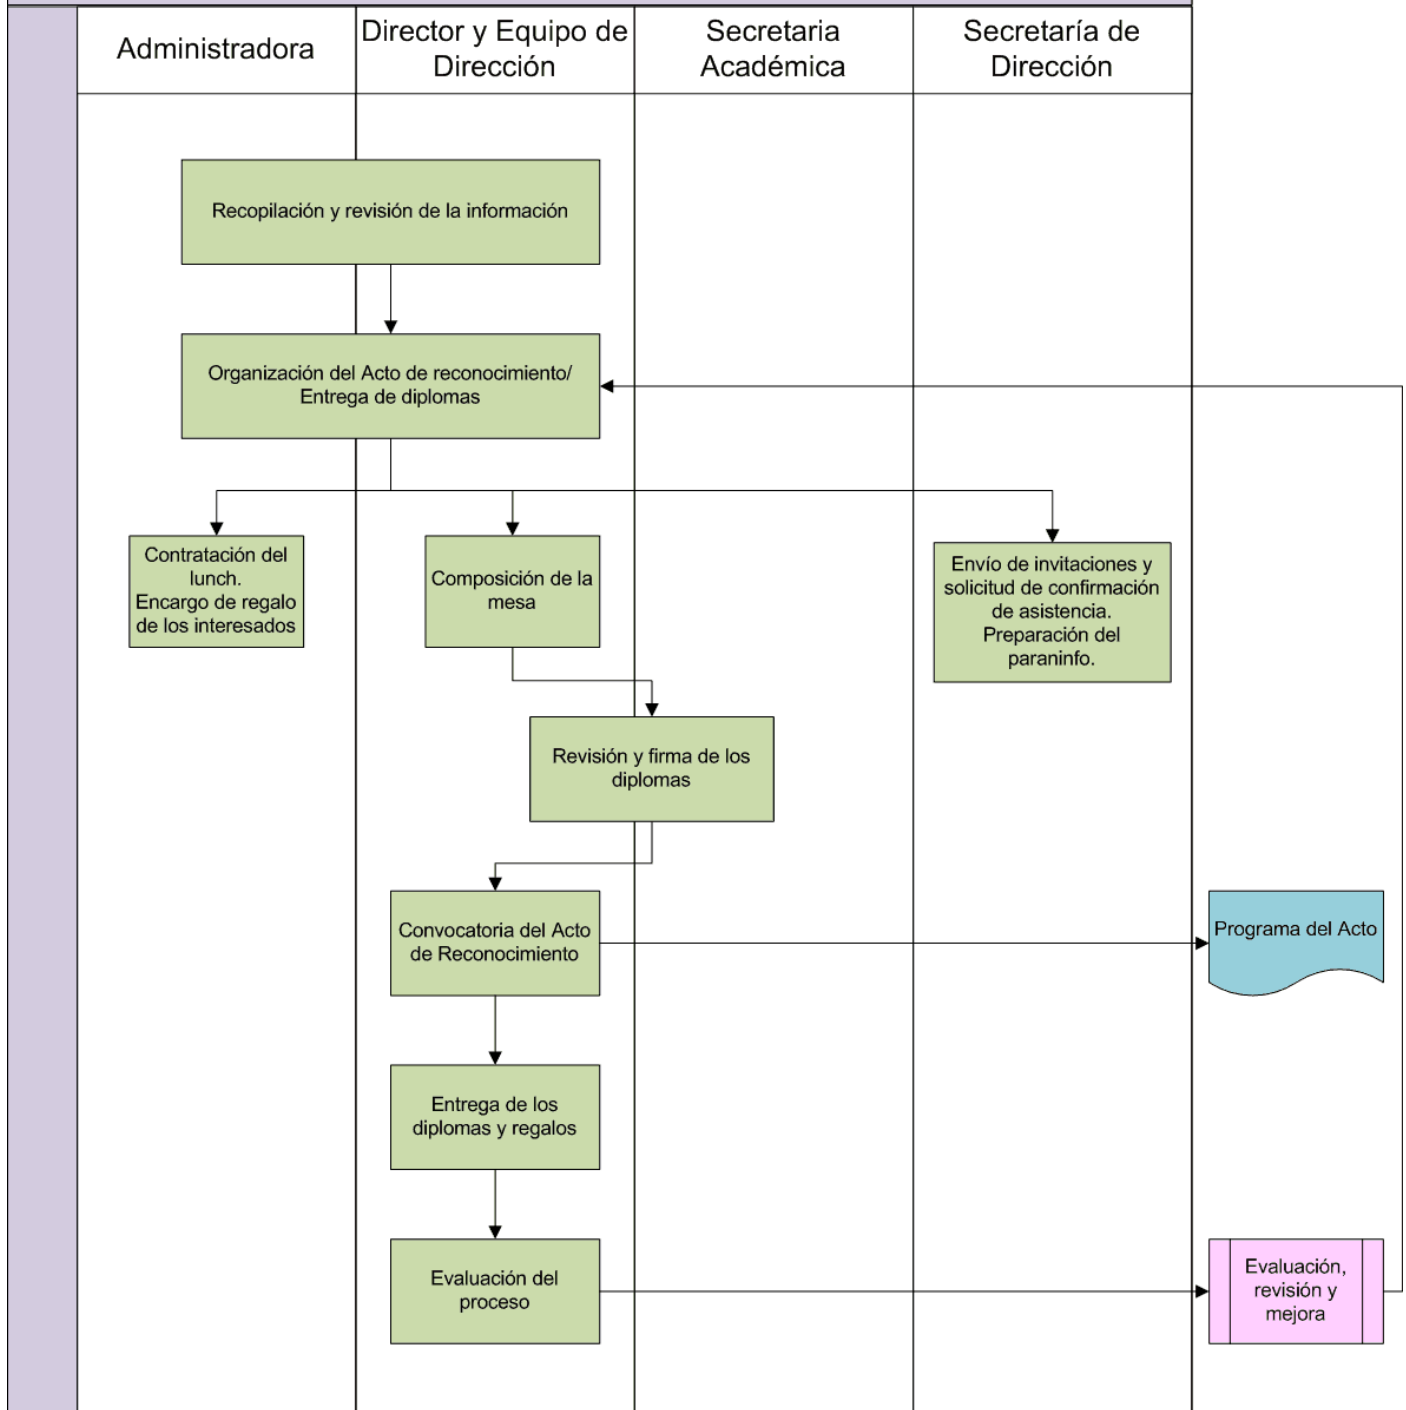 Administradora
Director y Equipo de
Dirección
Secretaria
Académica
Secretaría de
Dirección
Recopilación y revisión de la información
Organización del Acto de reconocimiento/
Entrega de diplomas
Contratación del
lunch.
Encargo de regalo
de los interesados
Composición de la
mesa
Envío de invitaciones y
solicitud de confirmación
de asistencia.
Preparación del
paraninfo.
Revisión y firma de los
diplomas
Convocatoria del Acto
de Reconocimiento
Programa del Acto
Entrega de los
diplomas y regalos
Evaluación del
proceso
Evaluación,
revisión y
mejora